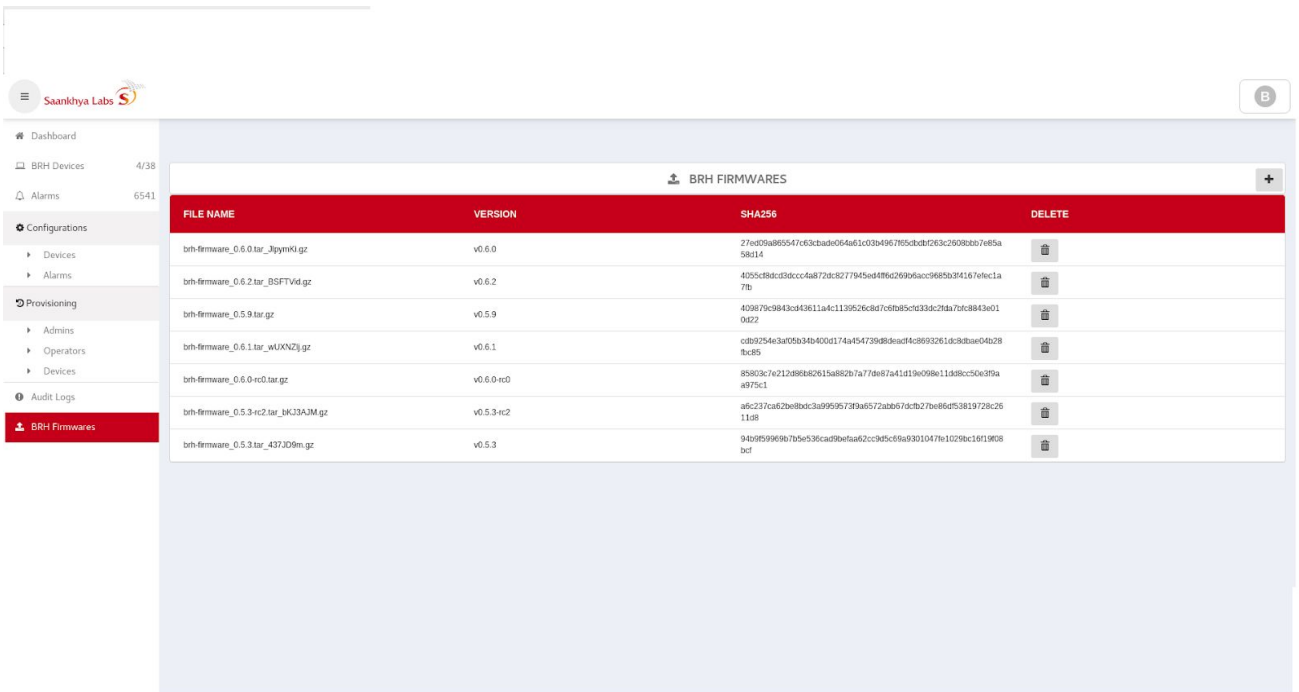 Saankhya Labs S
B
Dashboard
BRH Devices 4/38
Alarms 6541
Configurations
Devices
Alarms
Provisioning
Admins
Operators
Devices
Audit Logs
BRH Firmwares
BRH FIRMWARES
FILE NAME VERSION SHA256 DELETE
brh-firmware_0.6.0.tar_JlpymKi.gz v0.6.0 27ed09a865547c63cbade064a61c03b4967f65dbdbf263c2608bbb7e85a
58d14
brh-firmware_0.6.2.tar_BSFTVid.gz v0.6.2 4055cf8dcd3dccc4a872dc8277945ed4ff6d269b6acc9685b3f4167efec1a
7fb
brh-firmware_0.5.9.tar.gz v0.5.9 409879c9843cd43611a4c1139526c8d7c6fb85cfd33dc2fda7bfc8843e01
0d22
brh-firmware_0.6.1.tar_wUXNZlj.gz v0.6.1 cdb9254e3af05b34b400d174a454739d8deadf4c8693261dc8dbae04b28
fbc85
brh-firmware_0.6.0-rc0.tar.gz v0.6.0-rc0 85803c7e212d86b82615a882b7a77de87a41d19e098e11dd8cc50e3f9a
a975c1
brh-firmware_0.5.3-rc2.tar_bKJ3AJM.gz v0.5.3-rc2 a6c237ca62be8bdc3a9959573f9a6572abb67dcfb27be86df53819728c26
11d8
brh-firmware_0.5.3.tar_437JD9m.gz v0.5.3 94b9f59969b7b5e536cad9befaa62cc9d5c69a9301047fe1029bc16f19f08
bcf